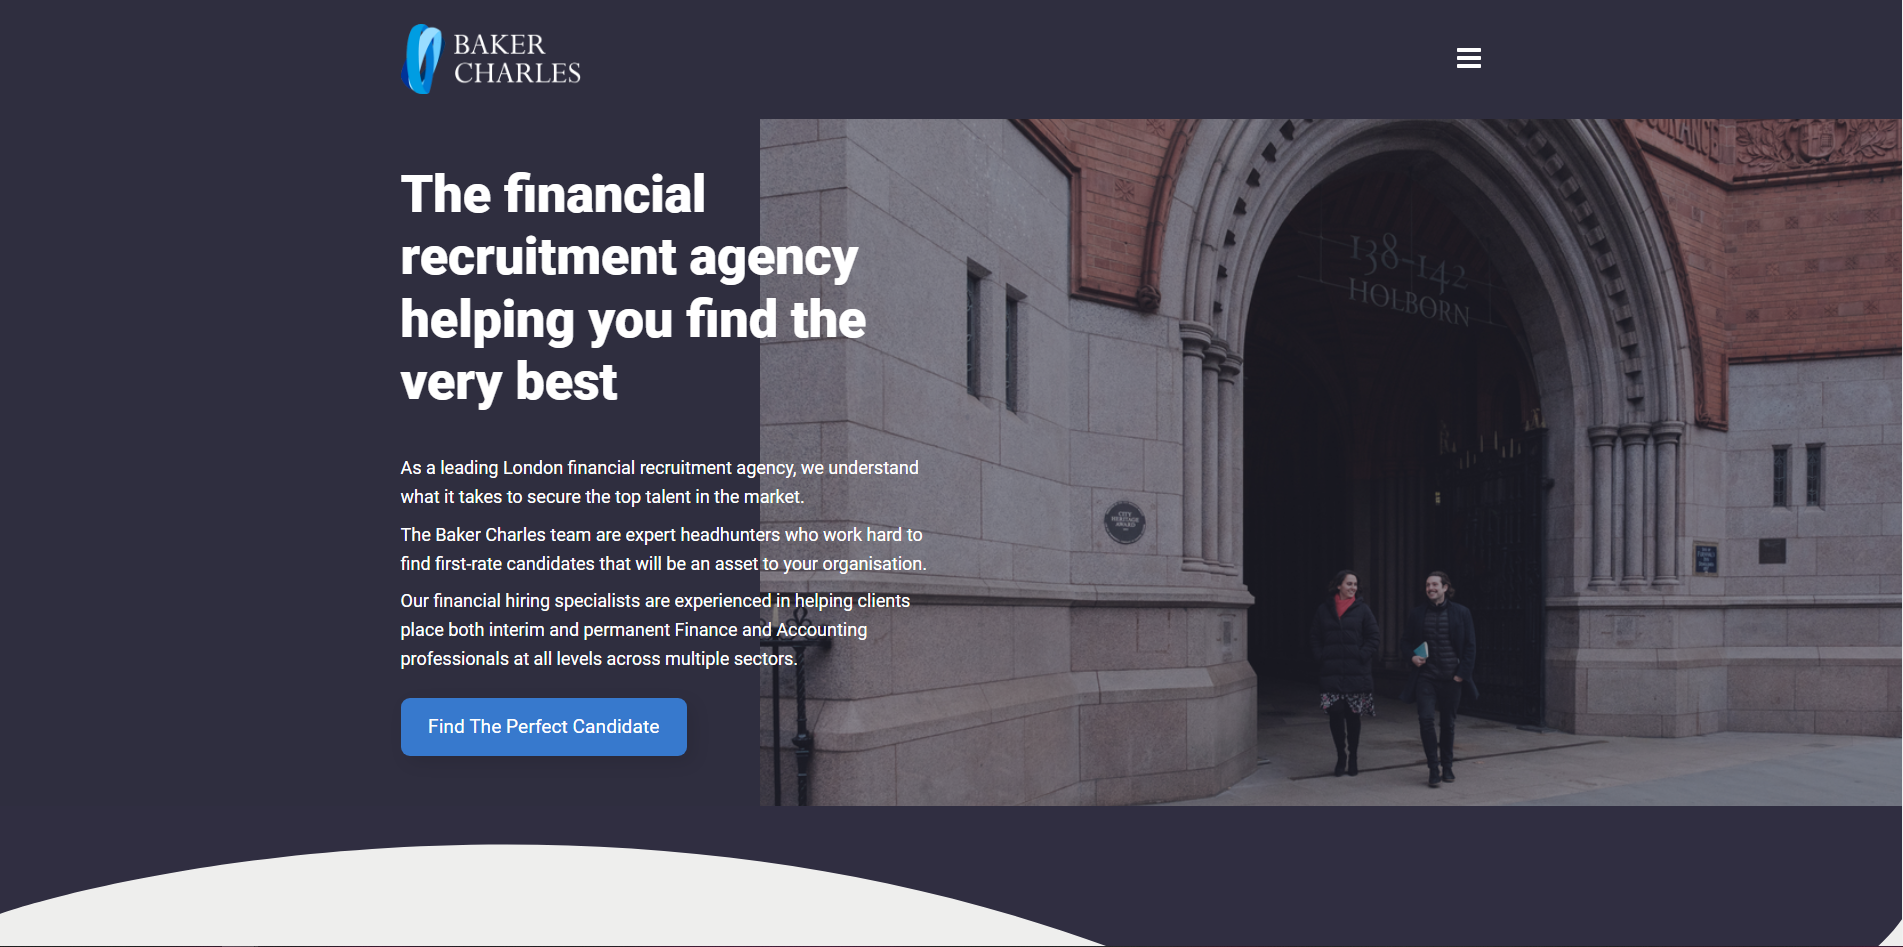 BAKER
CHARLES
The financial
recruitment agency
helping you find the
very best
As a leading London financial recruitment agency, we understand
what it takes to secure the top talent in the market.
The Baker Charles team are expert headhunters who work hard to
find first-rate candidates that will be an asset to your organisation.
Our financial hiring specialists are experienced in helping clients
place both interim and permanent Finance and Accounting
professionals at all levels across multiple sectors.
Find The Perfect Candidate
138-142
HOLBORN
CITY
HERITAGE
AWARD